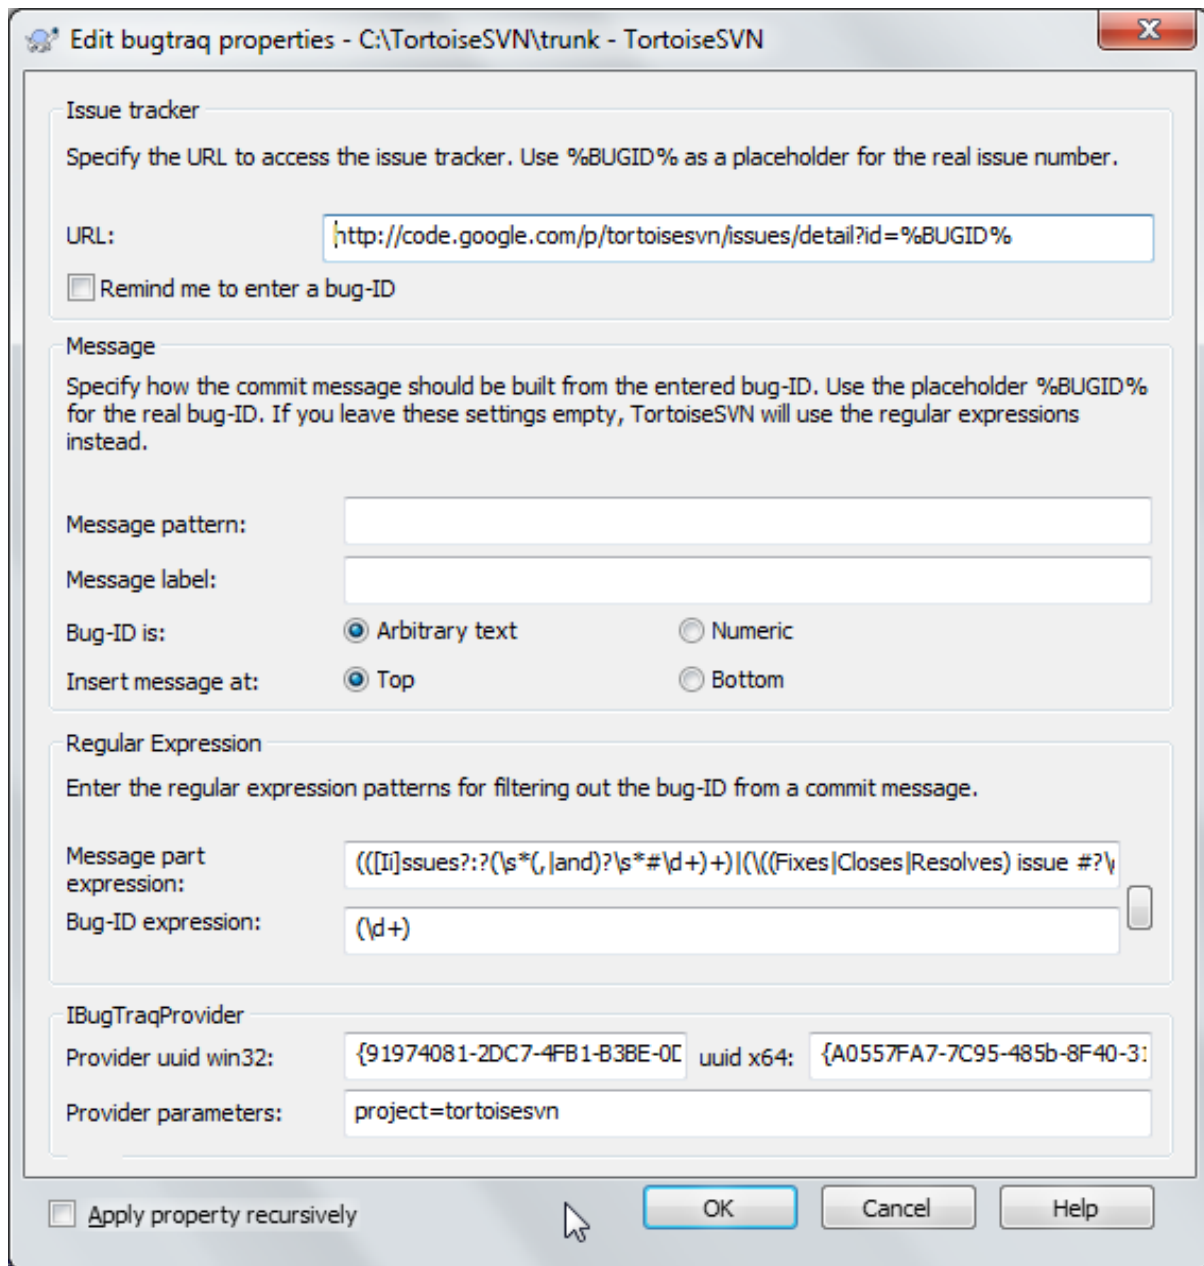 Edit bugtraq properties - C:\TortoiseSVN\trunk - TortoiseSVN
Issue tracker
Specify the URL to access the issue tracker. Use %BUGID% as a placeholder for the real issue number.
URL: http://code.google.com/p/tortoisesvn/issues/detail?id=%BUGID%
Remind me to enter a bug-ID
Message
Specify how the commit message should be built from the entered bug-ID. Use the placeholder %BUGID%
for the real bug-ID. If you leave these settings empty, TortoiseSVN will use the regular expressions
instead.
Message pattern:
Message label:
Bug-ID is: Arbitrary text Numeric
Insert message at: Top Bottom
Regular Expression
Enter the regular expression patterns for filtering out the bug-ID from a commit message.
Message part
expression:
(([Ii]ssues?:?(\s*(,|and)?\s*#\d+)+)|(\((Fixes|Closes|Resolves) issue #?\
Bug-ID expression: (\d+)
IBugTraqProvider
Provider uuid win32: {91974081-2DC7-4FB1-B3BE-0D uuid x64: {A0557FA7-7C95-485b-8F40-31
Provider parameters: project=tortoisesvn
Apply property recursively OK Cancel Help